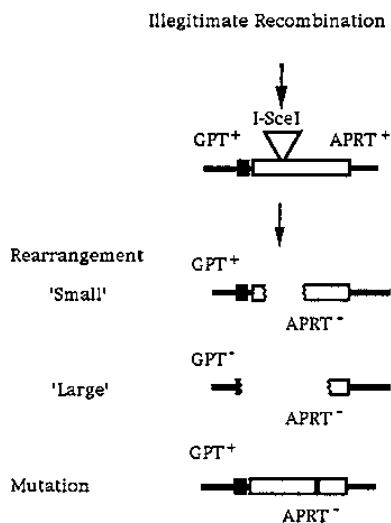 Illegitimate Recombination
I-SceI
GPT+ APRT+
Rearrangement
GPT+
'Small'
APRT-
GPT-
'Large'
APRT-
GPT+
Mutation
APRT-